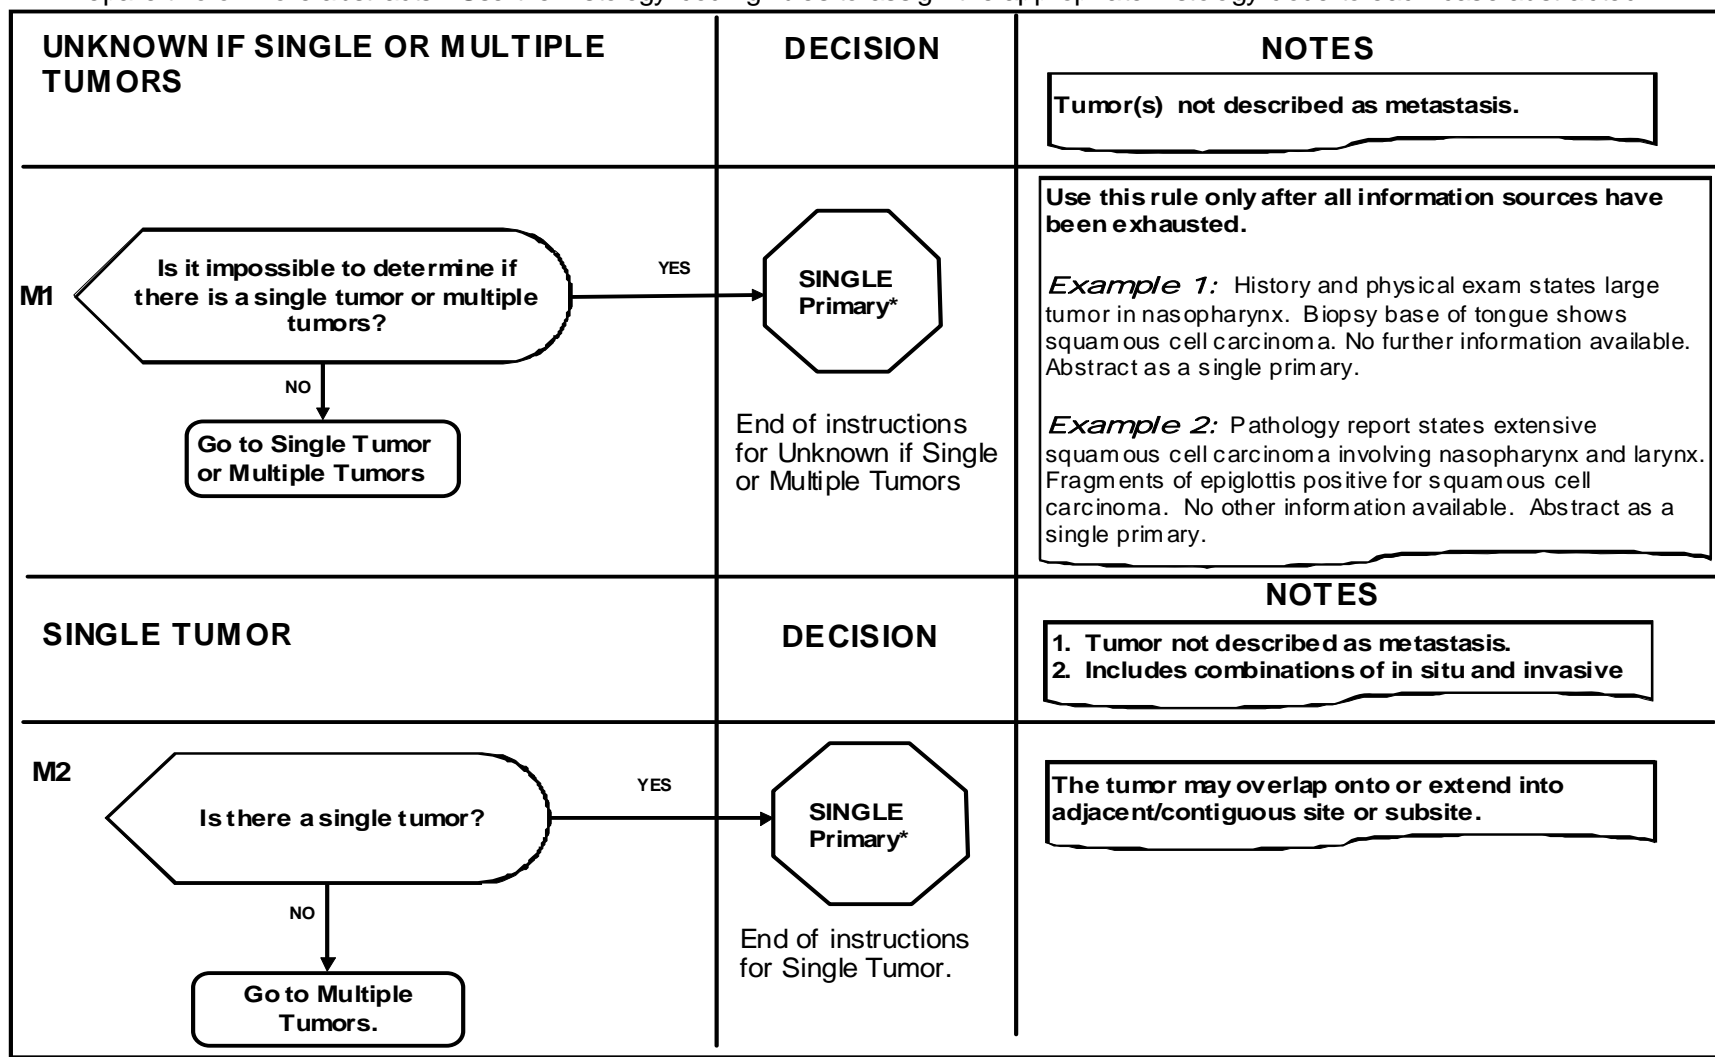 UNKNOWN IF SINGLE OR MULTIPLE
TUMORS
DECISION
NOTES
Tumor(s) not described as metastasis.
M1
Is it impossible to determine if
there is a single tumor or multiple
tumors?
YES
NO
Go to Single Tumor
or Multiple Tumors
SINGLE
Primary*
End of instructions
for Unknown if Single
or Multiple Tumors
Use this rule only after all information sources have
been exhausted.
Example 1: History and physical exam states large
tumor in nasopharynx. Biopsy base of tongue shows
squamous cell carcinoma. No further information available.
Abstract as a single primary.
Example 2: Pathology report states extensive
squamous cell carcinoma involving nasopharynx and larynx.
Fragments of epiglottis positive for squamous cell
carcinoma. No other information available. Abstract as a
single primary.
SINGLE TUMOR
DECISION
NOTES
1. Tumor not described as metastasis.
2. Includes combinations of in situ and invasive
M2
Is there a single tumor?
YES
NO
Go to Multiple
Tumors.
SINGLE
Primary*
End of instructions
for Single Tumor.
The tumor may overlap onto or extend into
adjacent/contiguous site or subsite.